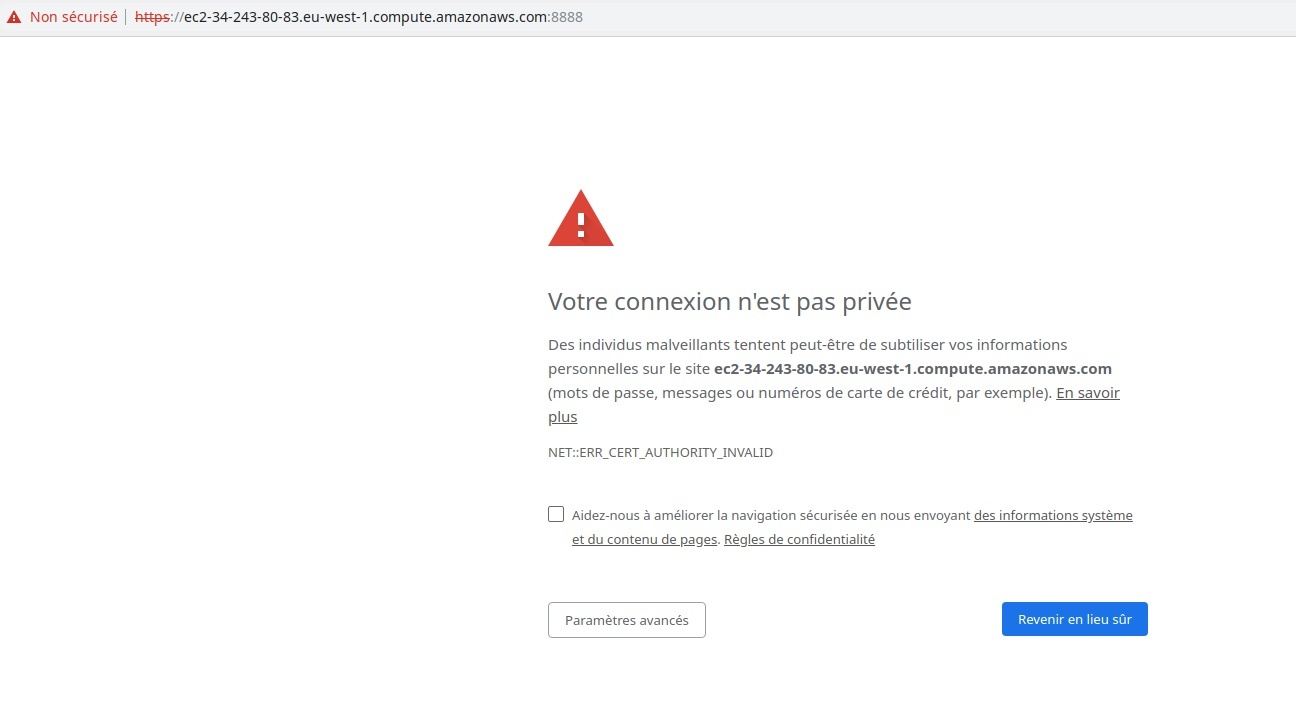 Non sécurisé | https://ec2-34-243-80-83.eu-west-1.compute.amazonaws.com:8888
Votre connexion n'est pas privée
Des individus malveillants tentent peut-être de subtiliser vos informations
personnelles sur le site ec2-34-243-80-83.eu-west-1.compute.amazonaws.com
(mots de passe, messages ou numéros de carte de crédit, par exemple). En savoir
plus
NET::ERR_CERT_AUTHORITY_INVALID
Aidez-nous à améliorer la navigation sécurisée en nous envoyant des informations système
et du contenu de pages. Règles de confidentialité
Paramètres avancés
Revenir en lieu sûr